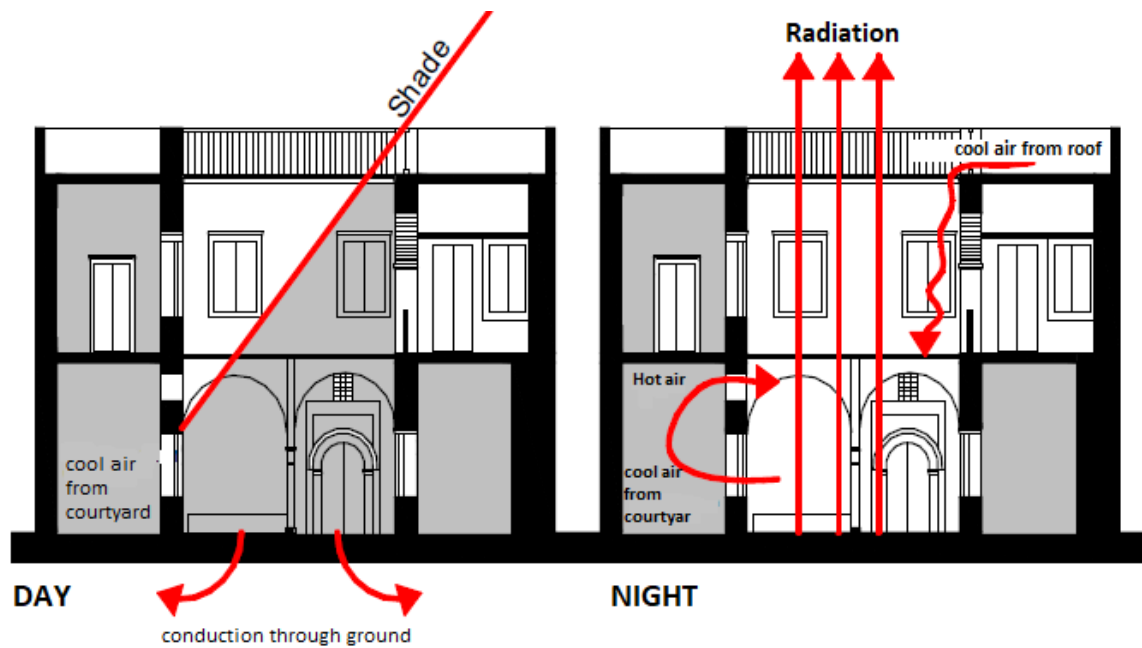 Shade
cool air
from
courtyard
DAY
conduction through ground
Radiation
cool air from roof
Hot air
cool air
from
courtyar
NIGHT